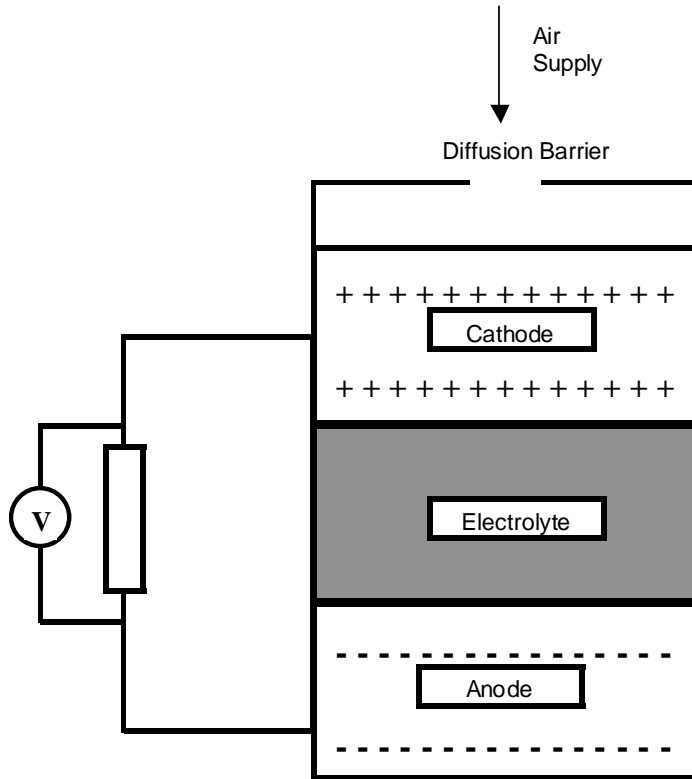 Air
Supply
Diffusion Barrier
+ + + + + + + + + + + + +
Cathode
+ + + + + + + + + + + + +
V
Electrolyte
- - - - - - - - - - - - - - - -
Anode
- - - - - - - - - - - - - - - -